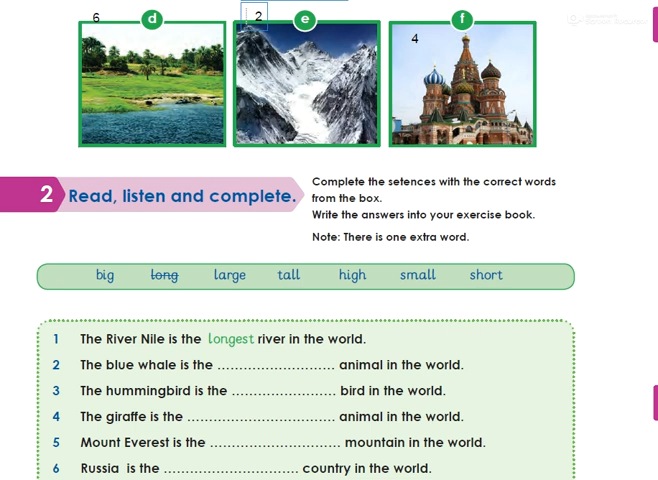 6 d 2 e f
4
2 Read, listen and complete.
Complete the setences with the correct words
from the box.
Write the answers into your exercise book.
Note: There is one extra word.
big long large tall high small short
1 The River Nile is the longest river in the world.
2 The blue whale is the .............................. animal in the world.
3 The hummingbird is the .......................... bird in the world.
4 The giraffe is the ...................................... animal in the world.
5 Mount Everest is the ................................. mountain in the world.
6 Russia is the .................................. country in the world.